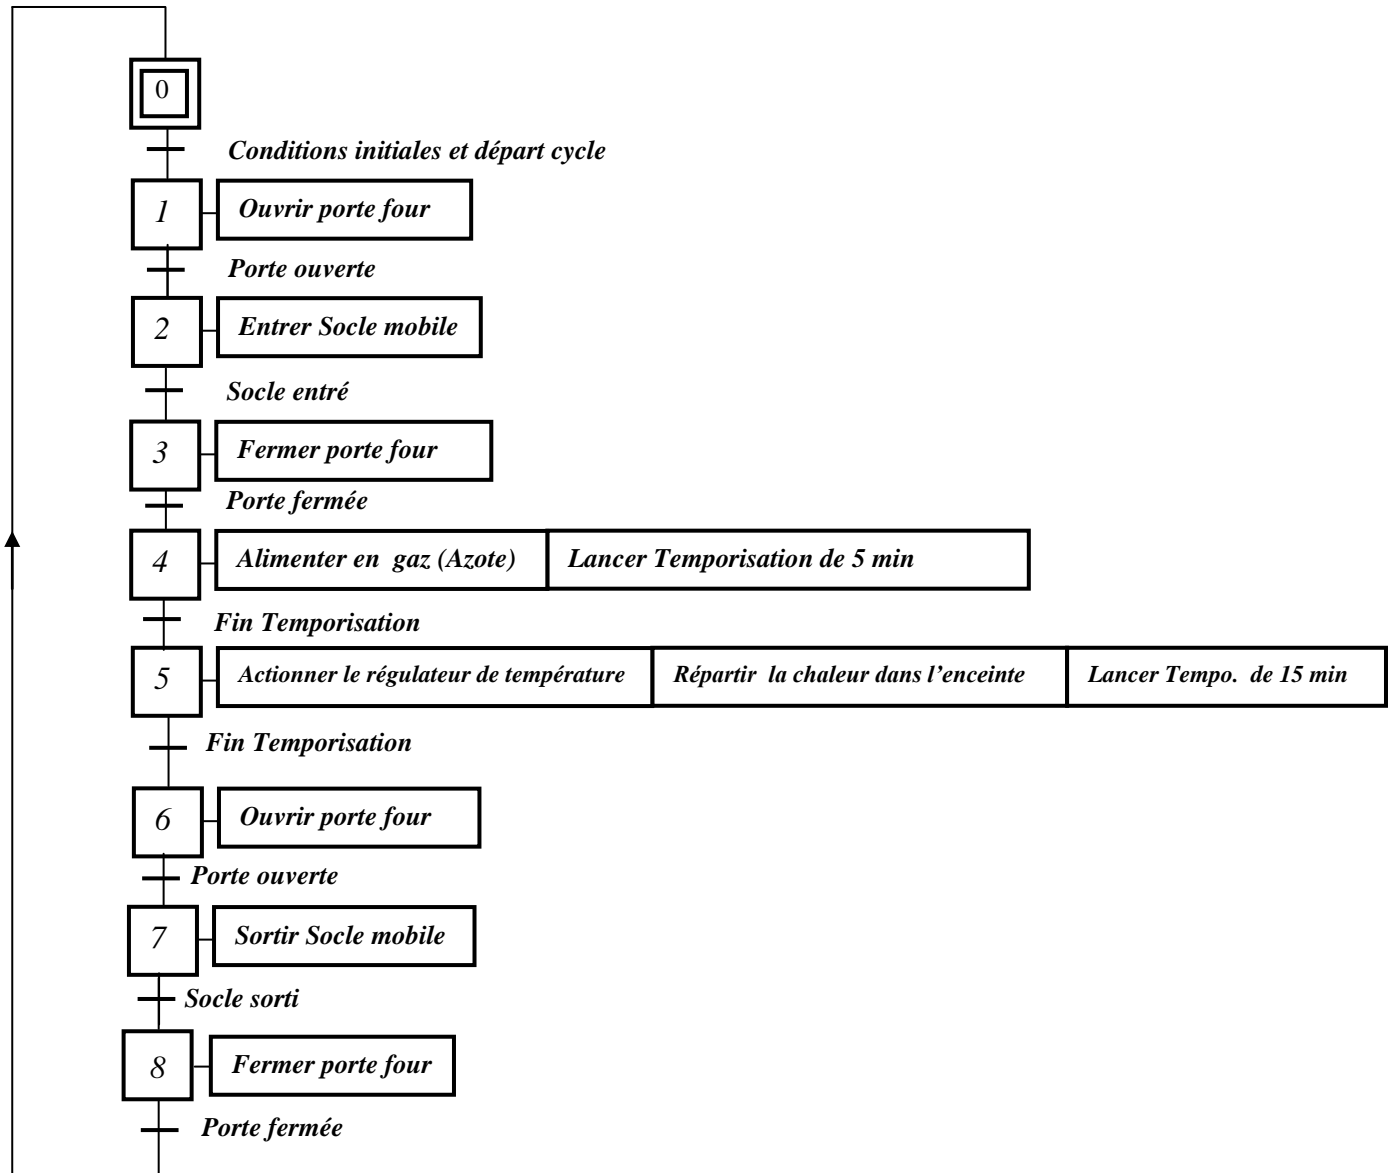 0
Conditions initiales et départ cycle
1 Ouvrir porte four
Porte ouverte
2 Entrer Socle mobile
Socle entré
3 Fermer porte four
Porte fermée
4 Alimenter en gaz (Azote) Lancer Temporisation de 5 min
Fin Temporisation
5 Actionner le régulateur de température Répartir la chaleur dans l'enceinte Lancer Tempo. de 15 min
Fin Temporisation
6 Ouvrir porte four
Porte ouverte
7 Sortir Socle mobile
Socle sorti
8 Fermer porte four
Porte fermée